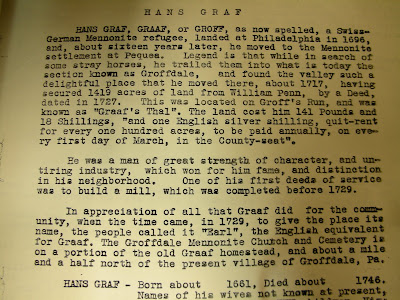 HANS GRAF
HANS GRAF, GRAAF, or GROFF, as now spelled, a Swiss-
German Mennonite refugee, landed at Philadelphia in 1696,
and, about sixteen years later, he moved to the Mennonite
settlement at Pequea. Legend is that while in search of
some stray horses, he trailed them into what is today the
section known as Groffdale, and found the valley such a
delightful place that he moved there, about 1717, having
secured 1419 acres of land from William Penn, by a Deed,
dated in 1727. This was located on Groff's Run, and was
known as "Graaf's Thal". The land cost him 141 Pounds and
18 Shillings, "and one English silver shilling, quit-rent
for every one hundred acres, to be paid annually, on eve-
ry first day of March, in the County-seat".
He was a man of great strength of character, and un-
tiring industry, which won for him fame, and distinction
in his neighborhood. One of his first deeds of service
was to build a mill, which was completed before 1729.
In appreciation of all that Graaf did for the comm-
unity, when the time came, in 1729, to give the place its
name, the people called it "Earl", the English equivalent
for Graaf. The Groffdale Mennonite Church and Cemetery is
on a portion of the old Graaf homestead, and about a mile
and a half north of the present village of Groffdale, Pa.
HANS GRAF - Born about 1661, Died about 1746.
Names of his wives not known at present,